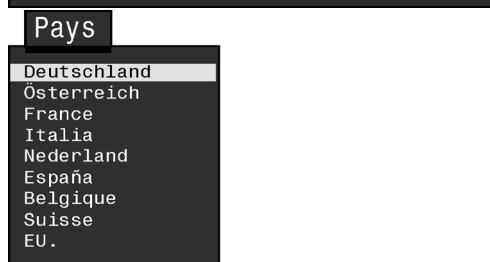 Pays
Deutschland
Österreich
France
Italia
Nederland
España
Belgique
Suisse
EU.